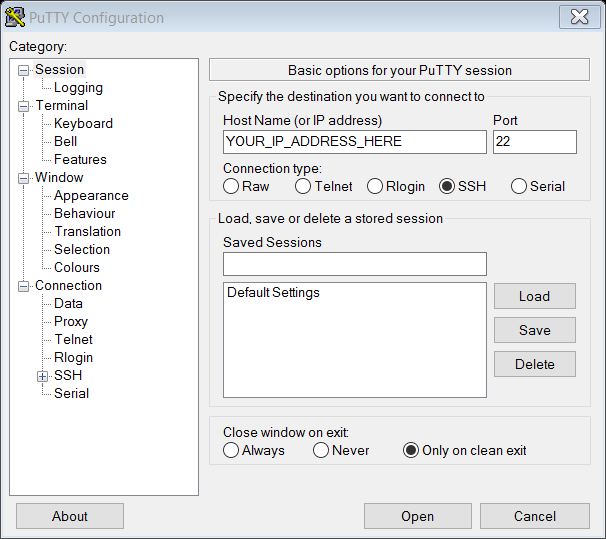 PuTTY Configuration
Category:
Session
Logging
Terminal
Keyboard
Bell
Features
Window
Appearance
Behaviour
Translation
Selection
Colours
Connection
Data
Proxy
Telnet
Rlogin
SSH
Serial
Basic options for your PuTTY session
Specify the destination you want to connect to
Host Name (or IP address) Port
YOUR_IP_ADDRESS_HERE 22
Connection type:
Raw Telnet Rlogin SSH Serial
Load, save or delete a stored session
Saved Sessions
Default Settings
Load
Save
Delete
Close window on exit:
Always Never Only on clean exit
About Open Cancel